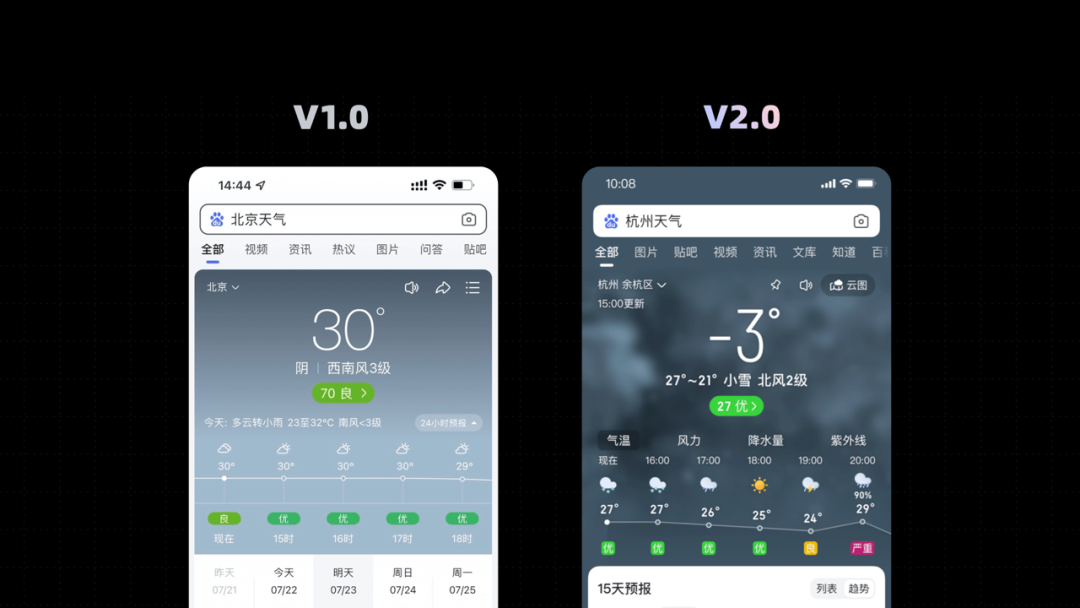 V1.0
14:44
北京天气
全部 视频 资讯 热议 图片 问答 贴吧
北京
30°
阴 | 西南风3级
70 良 >
今天: 多云转小雨 23至32°C 南风<3级 24小时预报
30° 30° 30° 30° 29°
良 优 优 优 优
现在 15时 16时 17时 18时
昨天 今天 明天 周日 周一
07/21 07/22 07/23 07/24 07/25
V2.0
10:08
杭州天气
全部 图片 贴吧 视频 资讯 文库 知道 百
杭州 余杭区 云图
15:00更新
-3°
27°~21° 小雪 北风2级
27 优 >
气温 风力 降水量 紫外线
现在 16:00 17:00 18:00 19:00 20:00
90%
27° 27° 26° 25° 24° 29°
优 优 优 优 良 严重
15天预报 列表 趋势